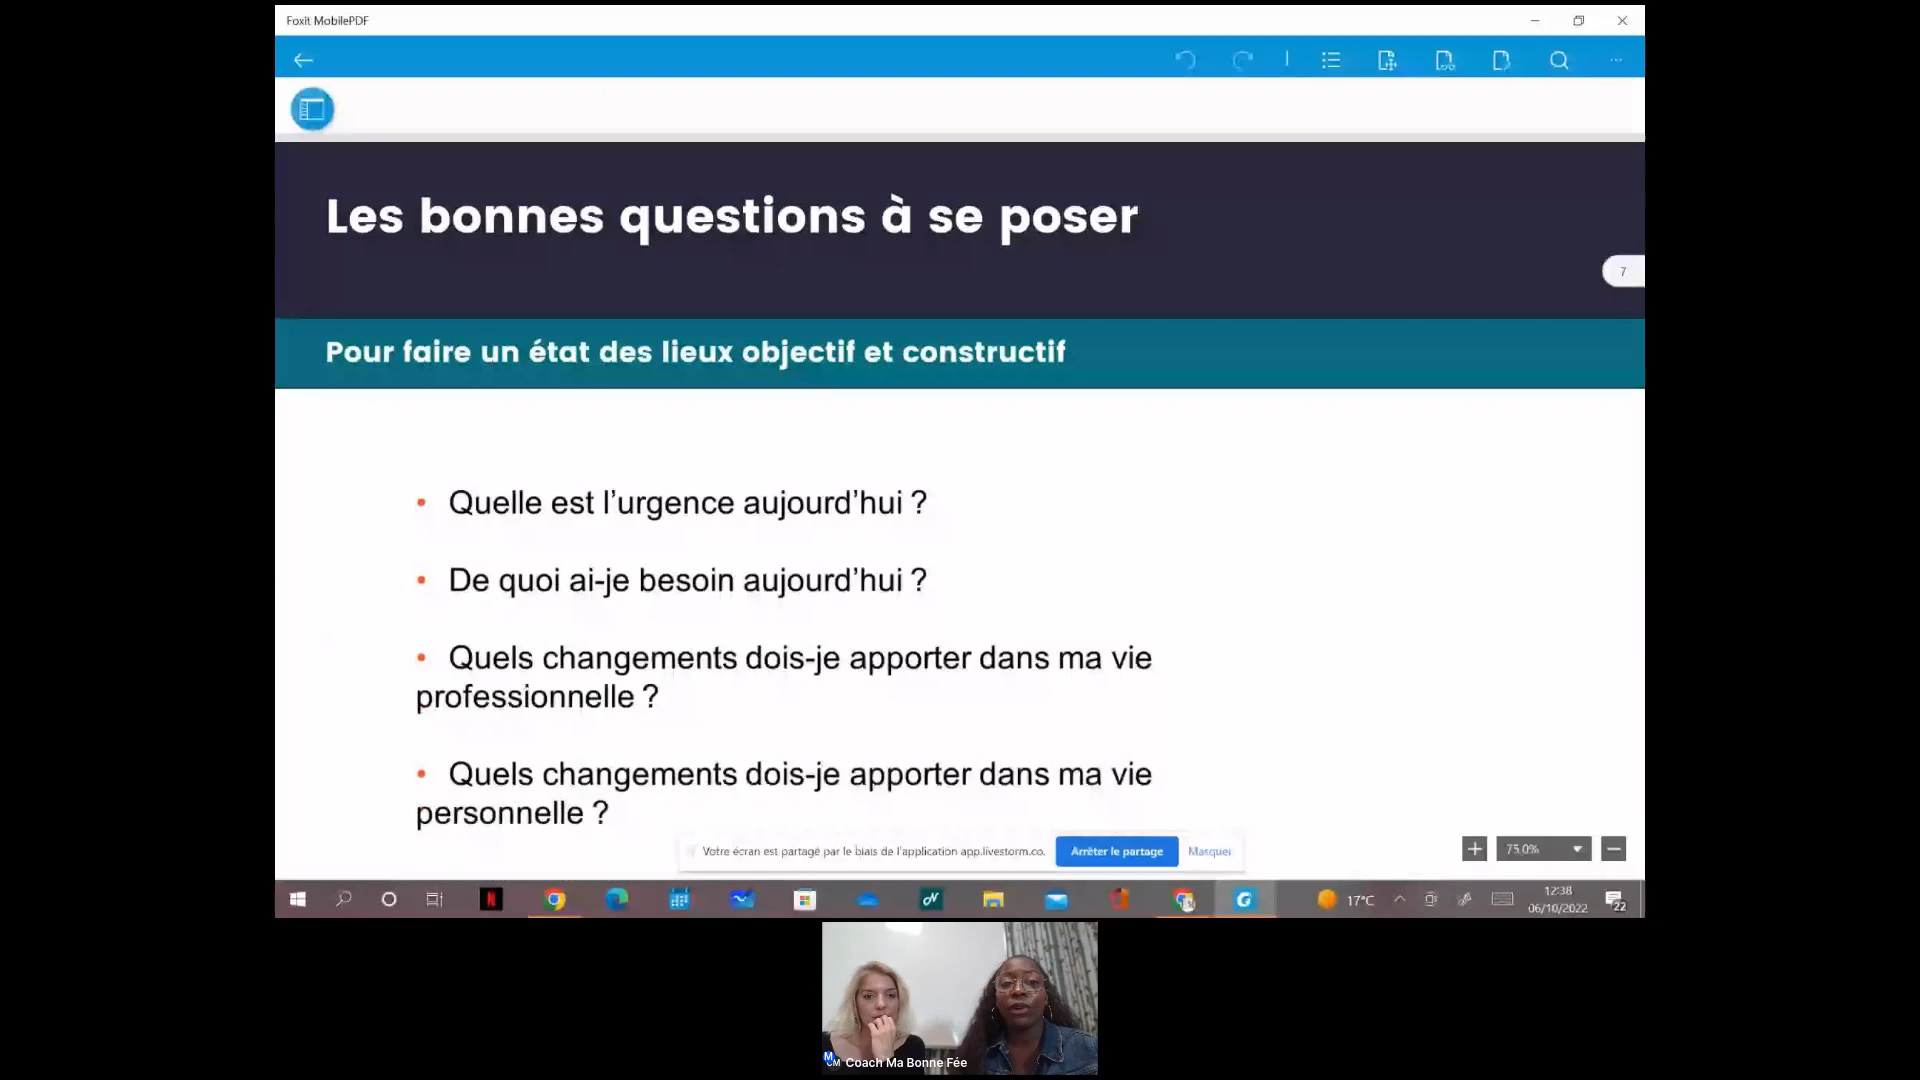 Foxit MobilePDF
Les bonnes questions à se poser
7
Pour faire un état des lieux objectif et constructif
• Quelle est l’urgence aujourd’hui ?
• De quoi ai-je besoin aujourd’hui ?
• Quels changements dois-je apporter dans ma vie
professionnelle ?
• Quels changements dois-je apporter dans ma vie
personnelle ?
Votre écran est partagé par le biais de l'application app.livestorm.co.
Arrêter le partage
Masquer
75.0%
17°C
12:38
06/10/2022
22
M
CM
Coach Ma Bonne Fée